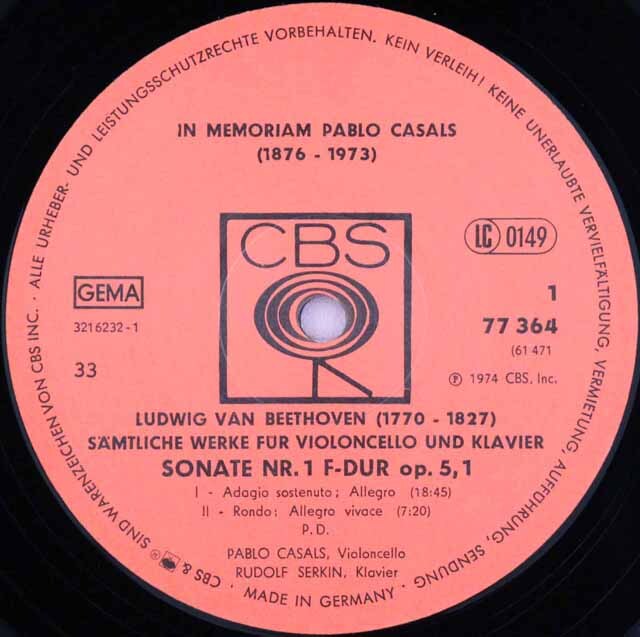 ALLE URHEBER- UND LEISTUNGSSCHUTZRECHTE VORBEHALTEN. KEIN VERLEIH! KEINE UNERLAUBTE VERVIELFÄLTIGUNG, VERMIETUNG, AUFFÜHRUNG, SENDUNG
IN MEMORIAM PABLO CASALS
(1876 - 1973)
CBS
LC 0149
GEMA
3216232-1
33
1
77 364
(61 471
Ⓟ 1974 CBS, Inc.
LUDWIG VAN BEETHOVEN (1770 - 1827)
SÄMTLICHE WERKE FÜR VIOLONCELLO UND KLAVIER
SONATE NR. 1 F-DUR op. 5,1
I - Adagio sostenuto; Allegro (18:45)
II - Rondo; Allegro vivace (7:20)
P. D.
PABLO CASALS, Violoncello
RUDOLF SERKIN, Klavier
CBS & ® SIND WARENZEICHEN VON CBS INC. ·
· MADE IN GERMANY ·